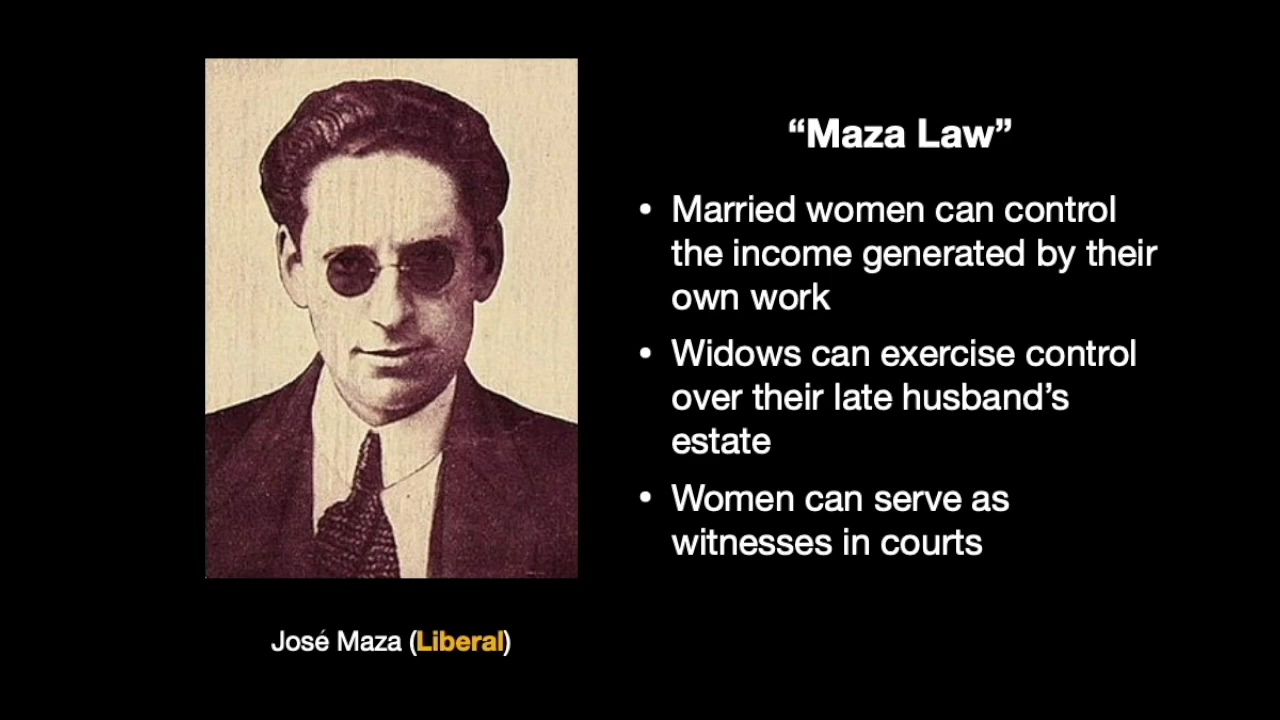 “Maza Law”
• Married women can control
the income generated by their
own work
• Widows can exercise control
over their late husband’s
estate
• Women can serve as
witnesses in courts
José Maza (Liberal)